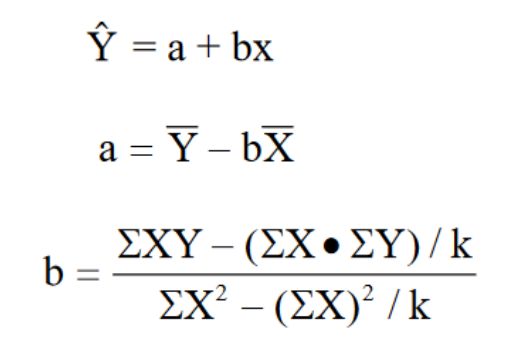 Ŷ = a + bx
a = Y̅ – bX̅
b = ΣXY – (ΣX • ΣY) / k
ΣX² – (ΣX)² / k